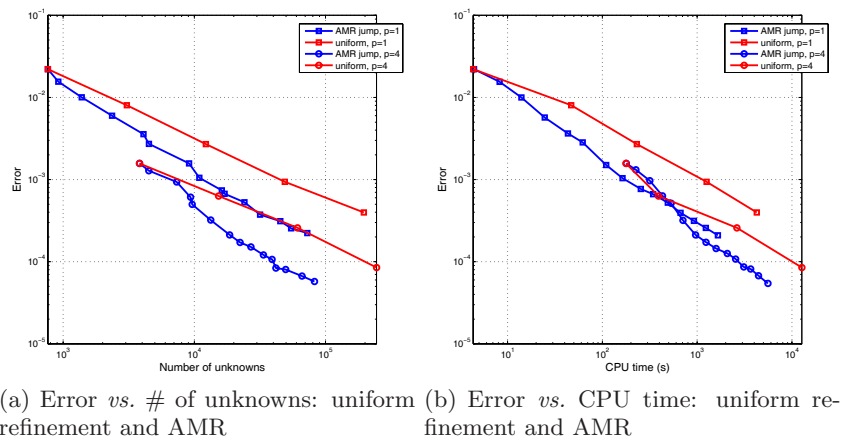 10^{-1}
10^{-2}
10^{-3}
10^{-4}
10^{-5}
Error
10^3
10^4
10^5
Number of unknowns
AMR jump, p=1
uniform, p=1
AMR jump, p=4
uniform, p=4
10^{-1}
10^{-2}
10^{-3}
10^{-4}
10^{-5}
Error
10^1
10^2
10^3
10^4
CPU time (s)
AMR jump, p=1
uniform, p=1
AMR jump, p=4
uniform, p=4
(a) Error vs. # of unknowns: uniform
refinement and AMR
(b) Error vs. CPU time: uniform re-
finement and AMR